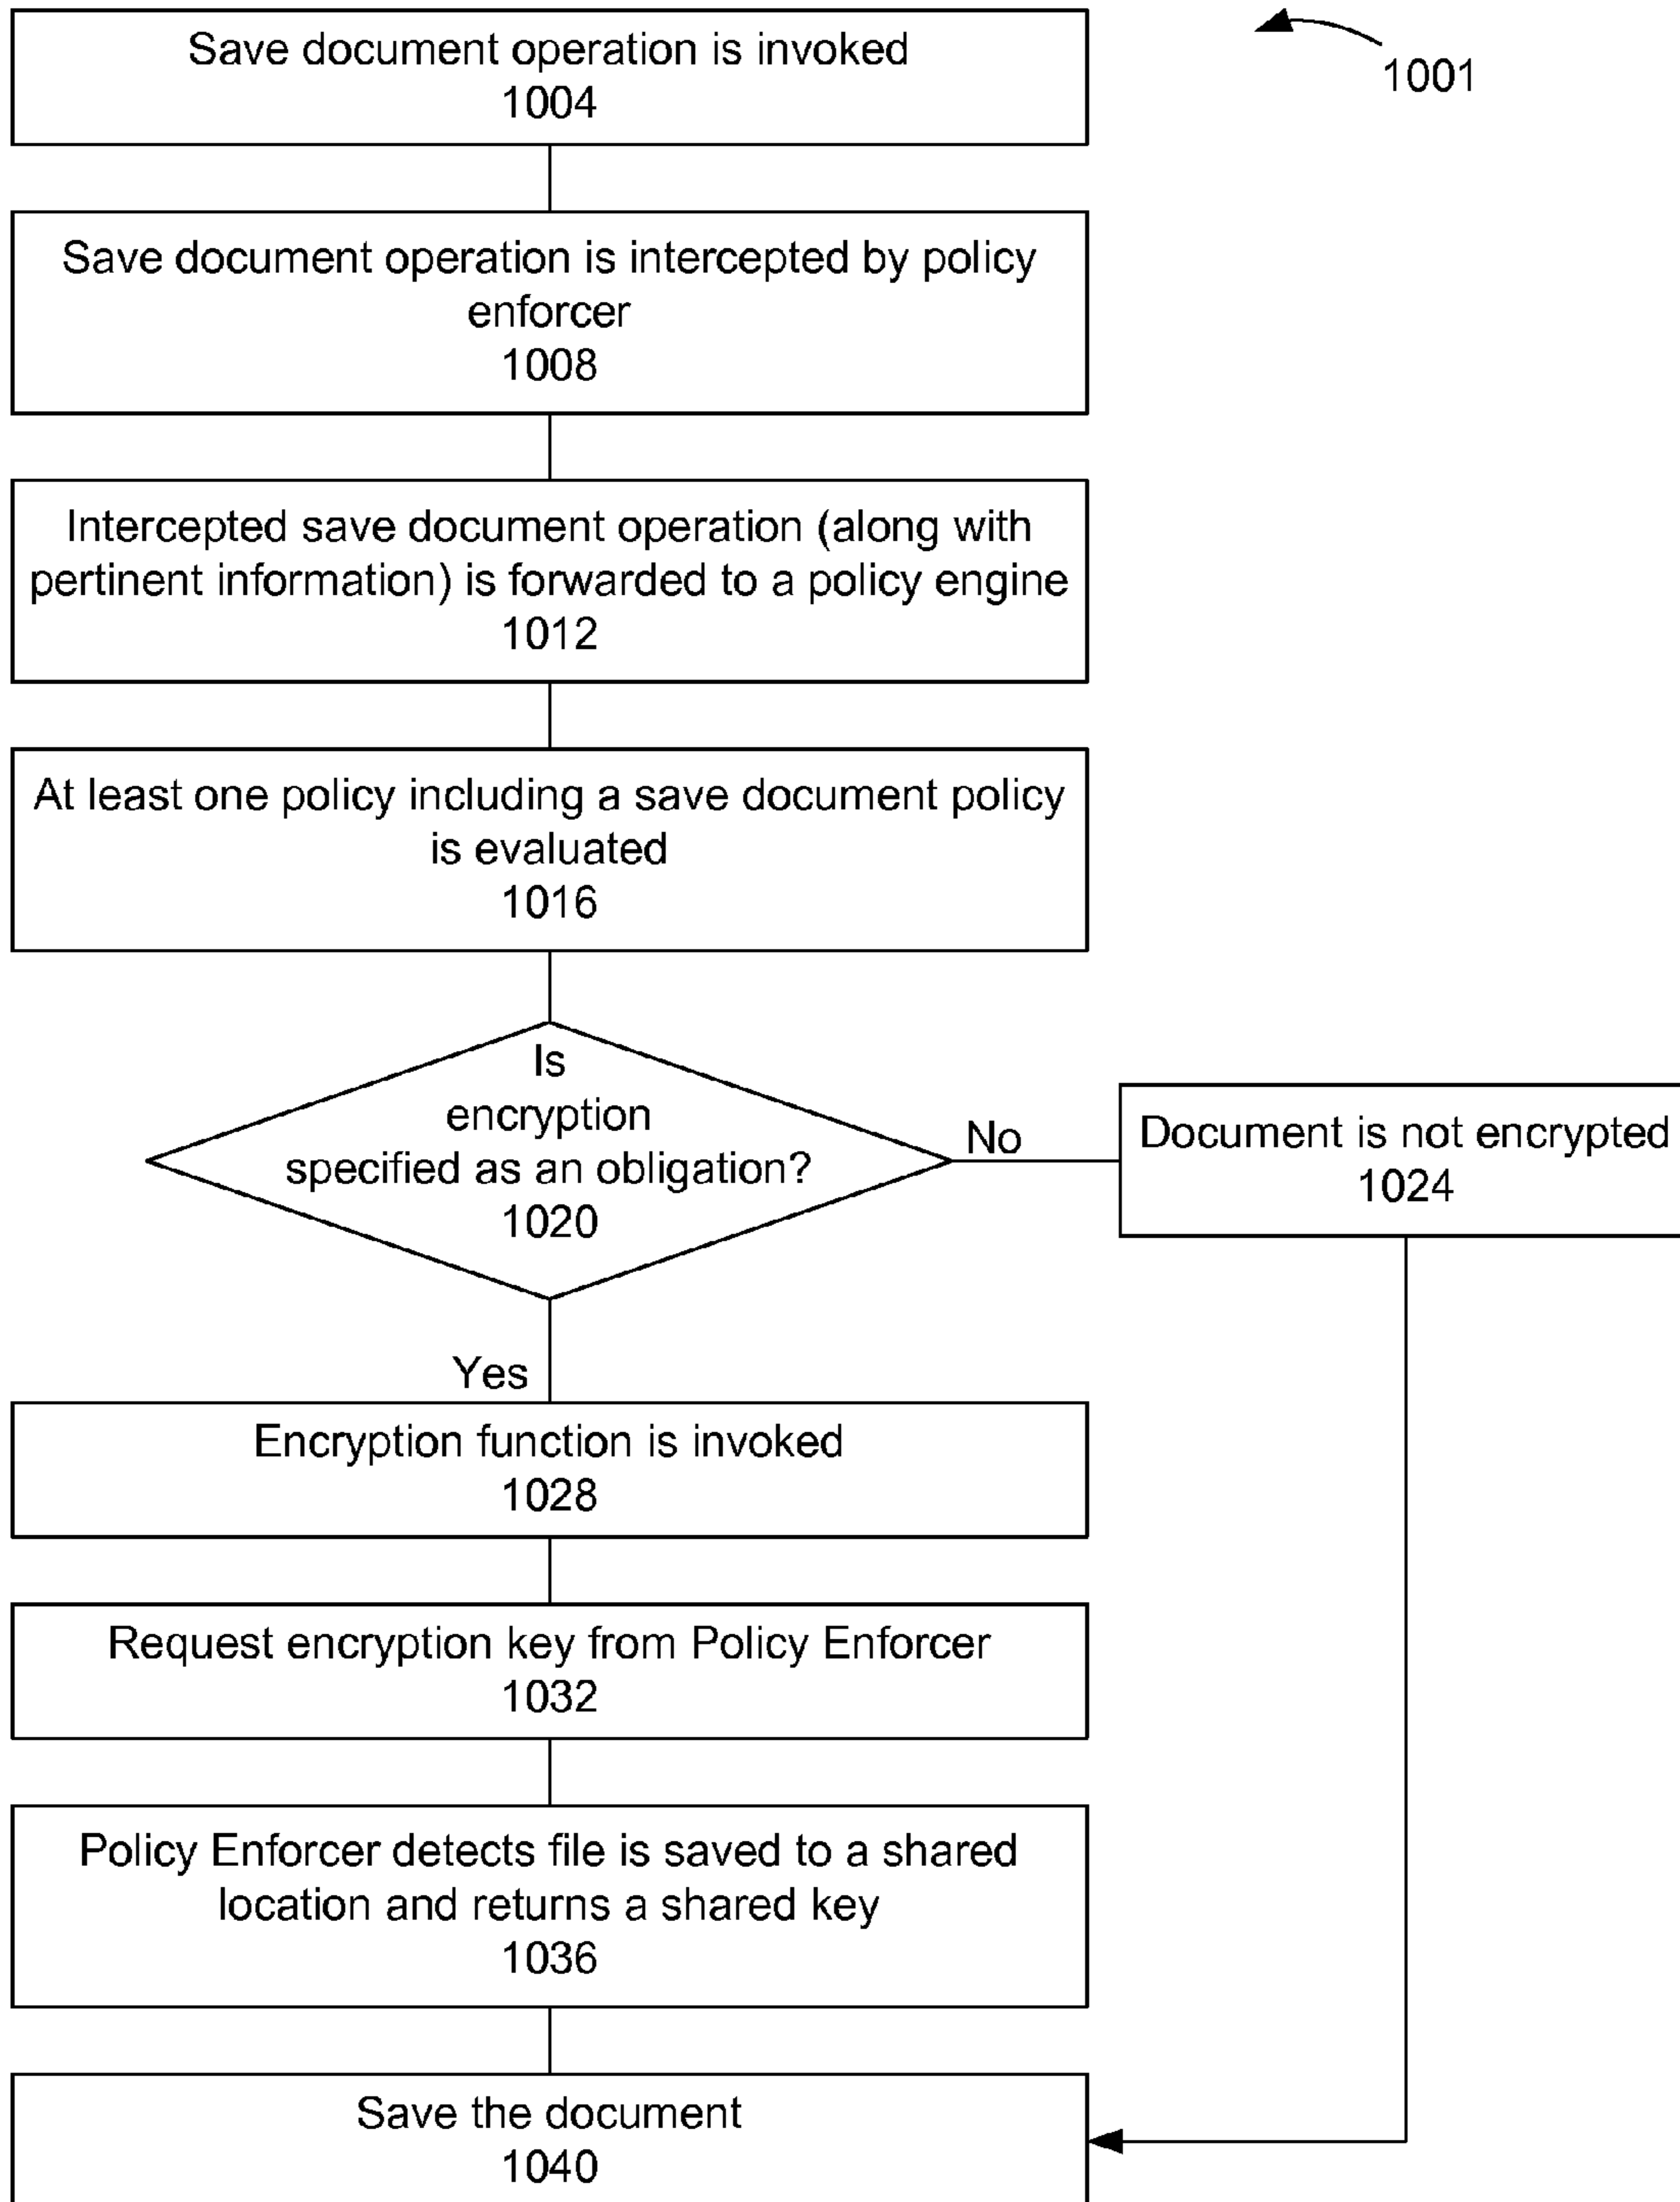 Save document operation is invoked
1004
1001
Save document operation is intercepted by policy
enforcer
1008
Intercepted save document operation (along with
pertinent information) is forwarded to a policy engine
1012
At least one policy including a save document policy
is evaluated
1016
Is
encryption
specified as an obligation?
1020
No
Document is not encrypted
1024
Yes
Encryption function is invoked
1028
Request encryption key from Policy Enforcer
1032
Policy Enforcer detects file is saved to a shared
location and returns a shared key
1036
Save the document
1040